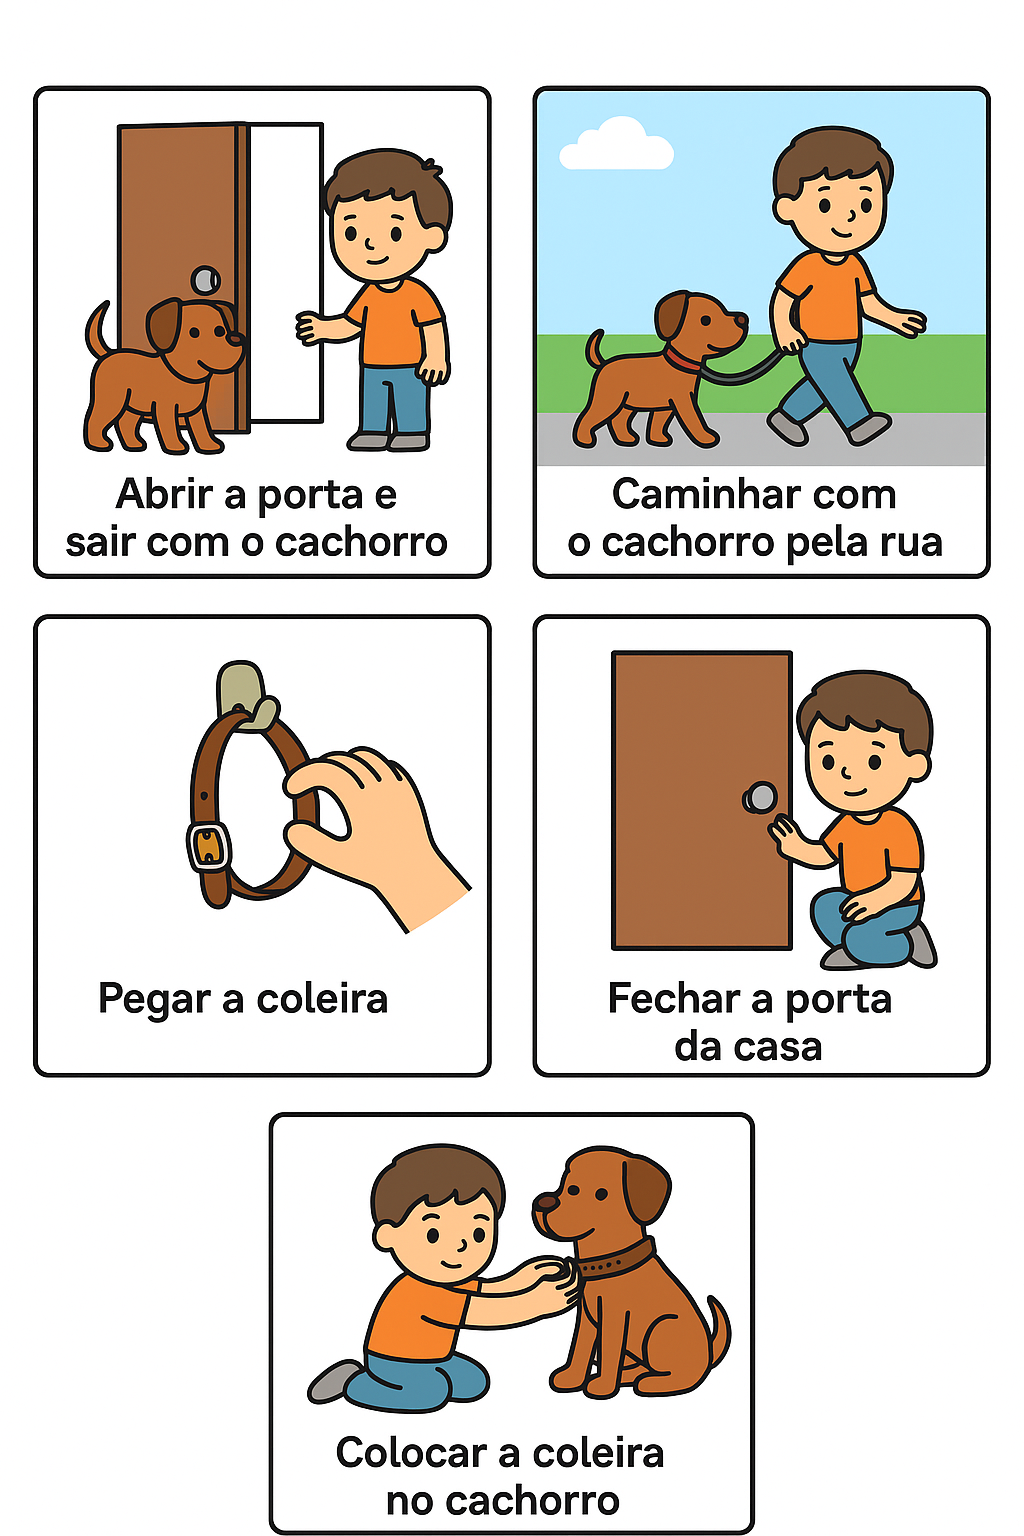 Abrir a porta e
sair com o cachorro
Caminhar com
o cachorro pela rua
Pegar a coleira
Fechar a porta
da casa
Colocar a coleira
no cachorro